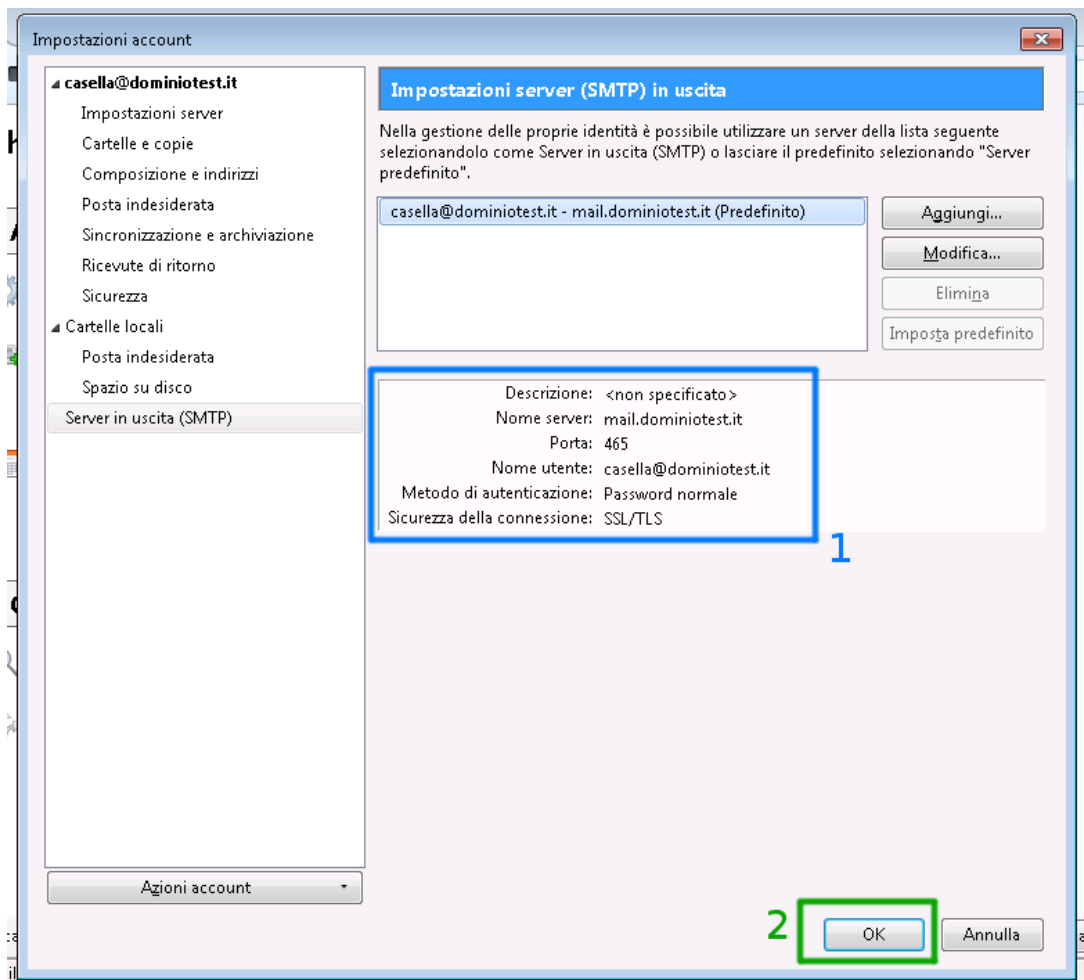 Impostazioni account
casella@dominiotest.it
Impostazioni server
Cartelle e copie
Composizione e indirizzi
Posta indesiderata
Sincronizzazione e archiviazione
Ricevute di ritorno
Sicurezza
Cartelle locali
Posta indesiderata
Spazio su disco
Server in uscita (SMTP)
Azioni account
Impostazioni server (SMTP) in uscita
Nella gestione delle proprie identità è possibile utilizzare un server della lista seguente
selezionandolo come Server in uscita (SMTP) o lasciare il predefinito selezionando "Server
predefinito".
casella@dominiotest.it - mail.dominiotest.it (Predefinito)
Aggiungi...
Modifica...
Elimina
Imposta predefinito
Descrizione: <non specificato>
Nome server: mail.dominiotest.it
Porta: 465
Nome utente: casella@dominiotest.it
Metodo di autenticazione: Password normale
Sicurezza della connessione: SSL/TLS
1
2
OK
Annulla